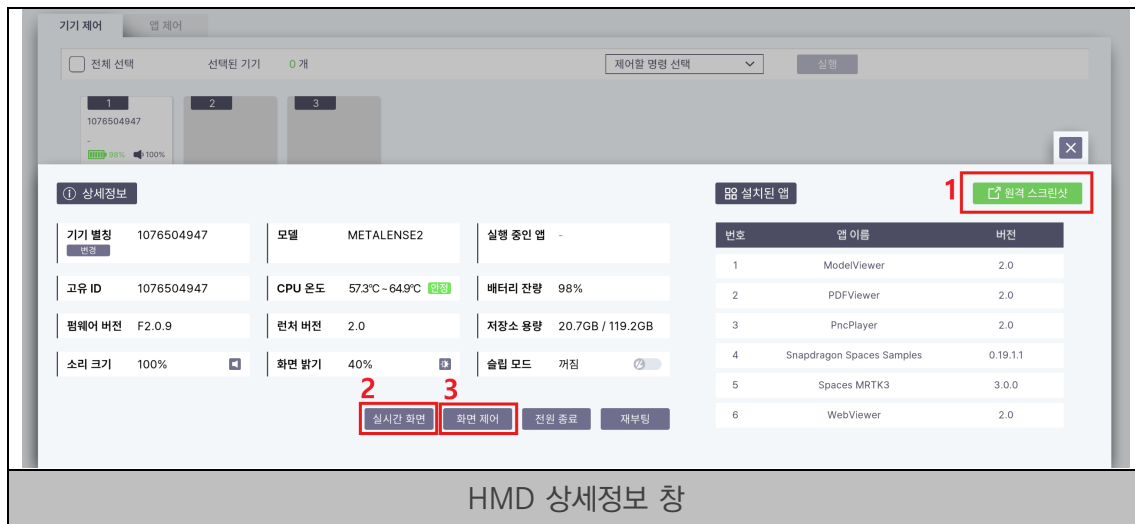 기기 제어 앱 제어
전체 선택 선택된 기기 0 개 제어할 명령 선택 실행
1 2 3
1076504947
-
98% 100%
상세정보 설치된 앱 1 원격 스크린샷
기기 별칭 1076504947 모델 METALENSE2 실행 중인 앱 -
변경
번호 앱 이름 버전
1 ModelViewer 2.0
고유 ID 1076504947 CPU 온도 57.3℃ ~ 64.9℃ 안정 배터리 잔량 98%
2 PDFViewer 2.0
펌웨어 버전 F2.0.9 런처 버전 2.0 저장소 용량 20.7GB / 119.2GB
3 PncPlayer 2.0
소리 크기 100% 화면 밝기 40% 슬립 모드 꺼짐
4 Snapdragon Spaces Samples 0.19.1.1
5 Spaces MRTK3 3.0.0
2 3
실시간 화면 화면 제어 전원 종료 재부팅
6 WebViewer 2.0
HMD 상세정보 창